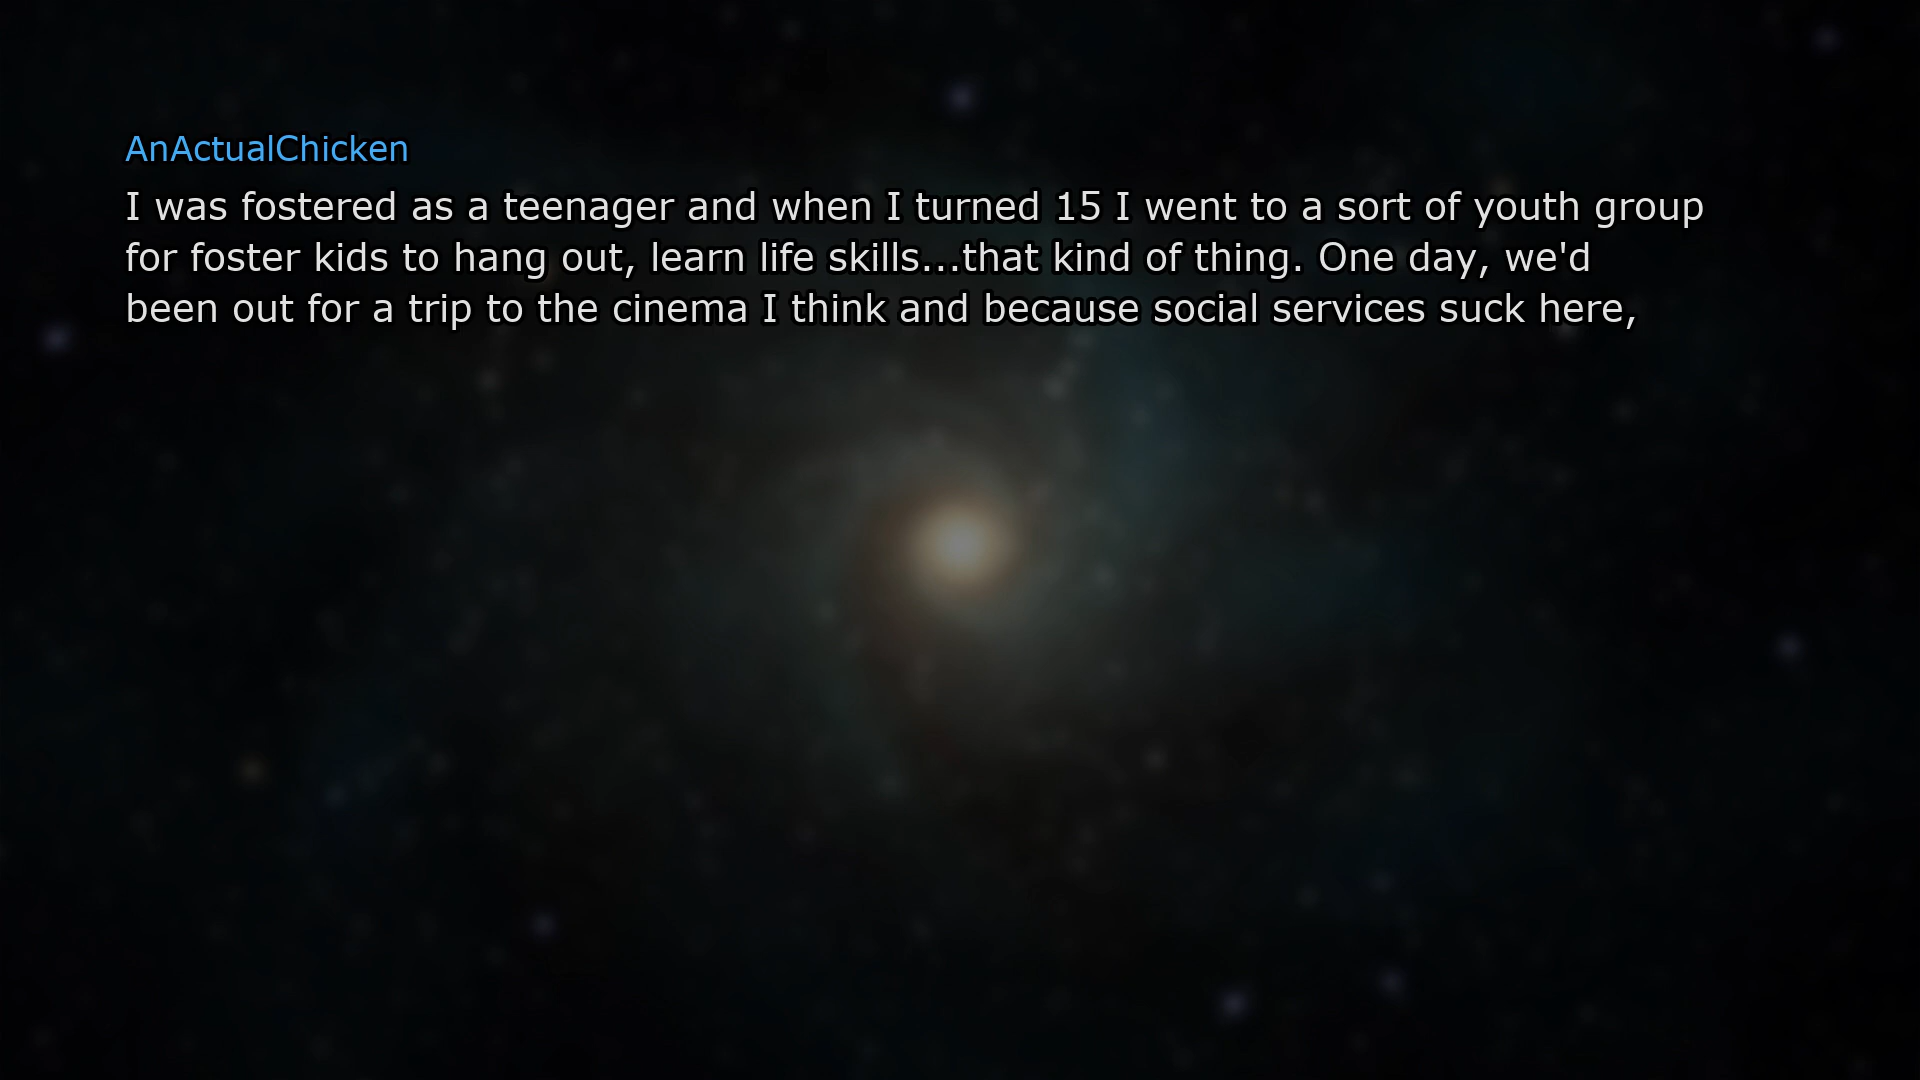 AnActualChicken
I was fostered as a teenager and when I turned 15 I went to a sort of youth group
for foster kids to hang out, learn life skills...that kind of thing. One day, we'd
been out for a trip to the cinema I think and because social services suck here,